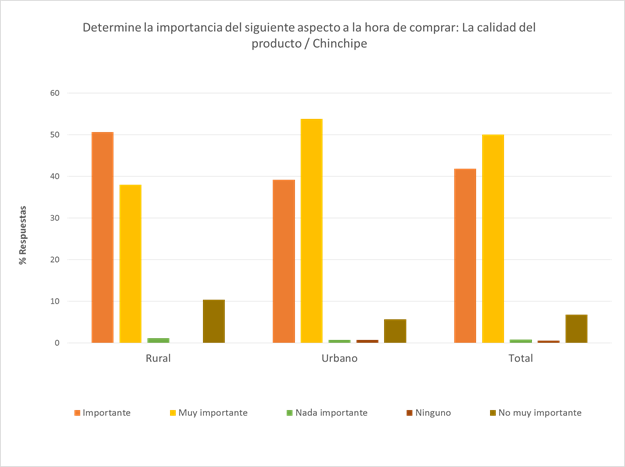 Determine la importancia del siguiente aspecto a la hora de comprar: La calidad del
producto / Chinchipe
60
50
40
30
20
10
0
% Respuestas
Rural Urbano Total
Importante Muy importante Nada importante Ninguno No muy importante